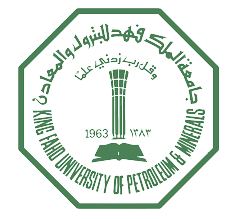 جامعة الملك فهد للبترول والمعادن
وقل رب زدني علما
1963 ١٣٨٣
KING FAHD UNIVERSITY OF PETROLEUM & MINERALS